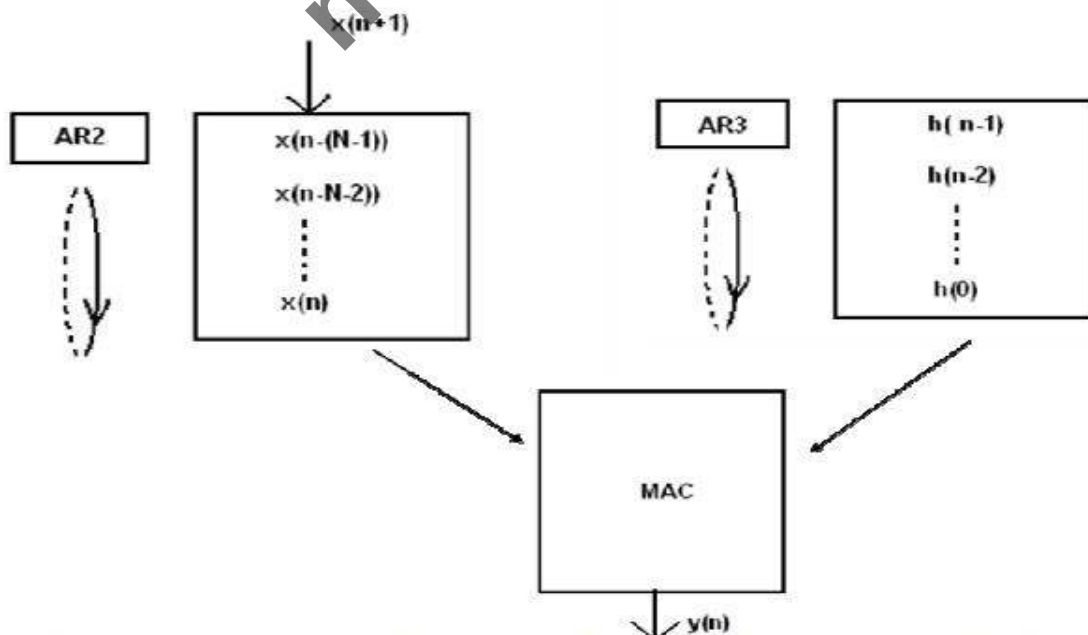 x(n+1)
AR2
x(n-(N-1))
x(n-N-2))
x(n)
AR3
h( n-1)
h(n-2)
h(0)
MAC
y(n)